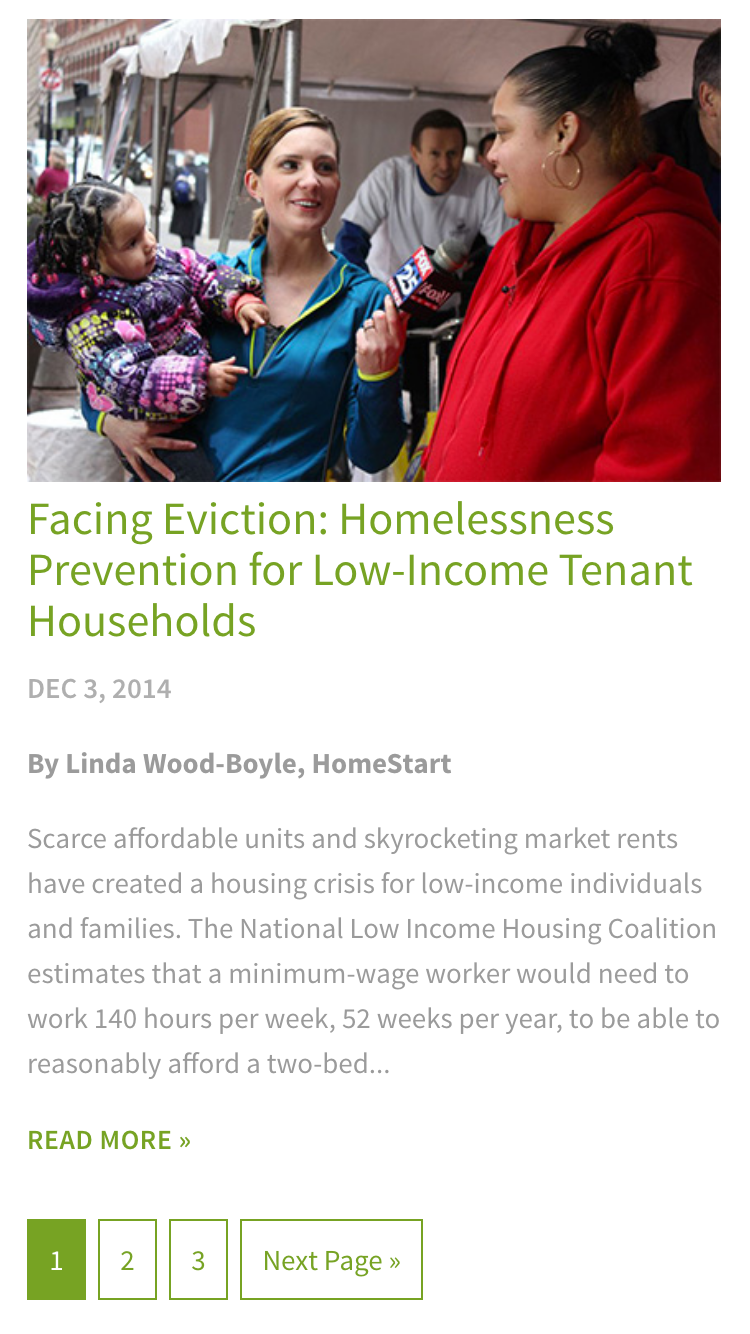 FOX
25
FOX
Facing Eviction: Homelessness
Prevention for Low-Income Tenant
Households
DEC 3, 2014
By Linda Wood-Boyle, HomeStart
Scarce affordable units and skyrocketing market rents
have created a housing crisis for low-income individuals
and families. The National Low Income Housing Coalition
estimates that a minimum-wage worker would need to
work 140 hours per week, 52 weeks per year, to be able to
reasonably afford a two-bed...
READ MORE »
1 2 3 Next Page »